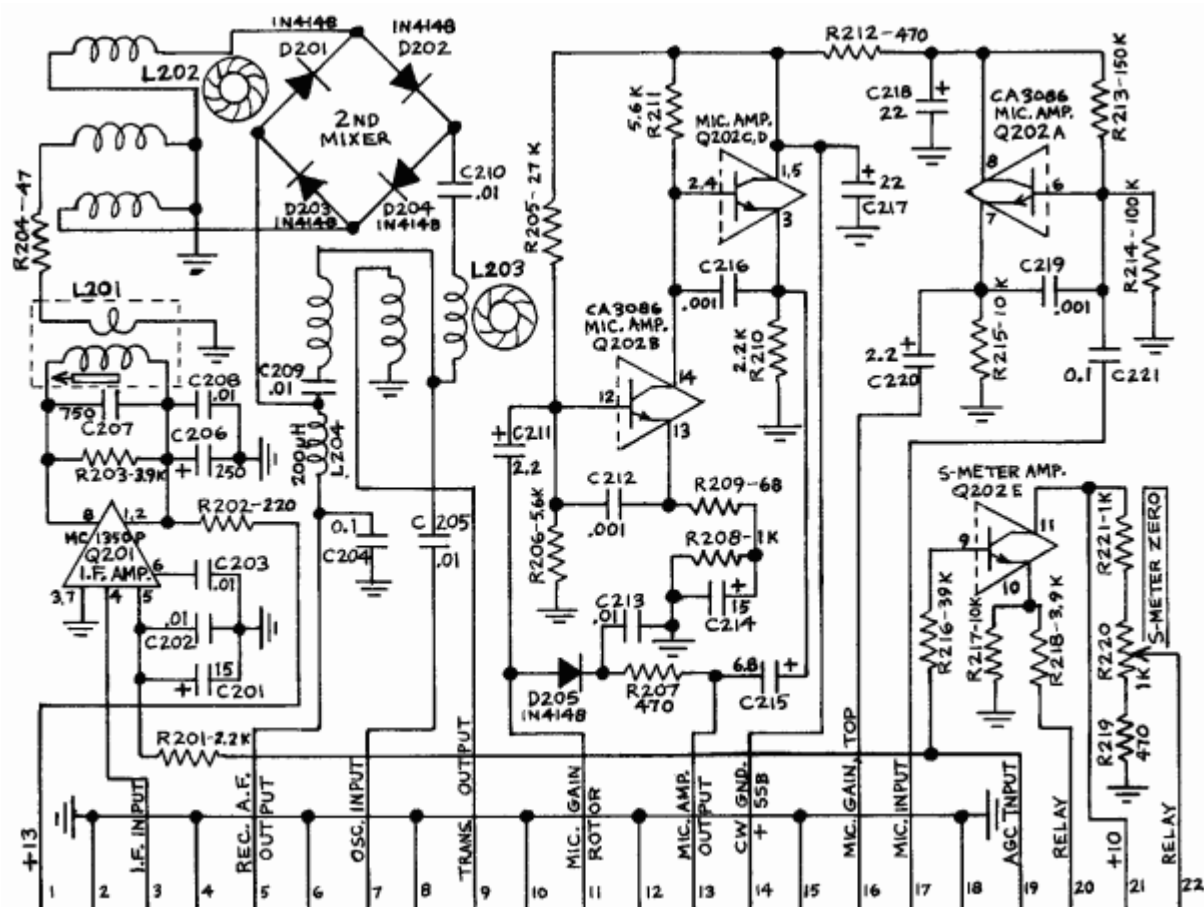 1N4148
D201
1N4148
D202
L202
2ND
MIXER
D203
1N4148
D204
1N4148
C210
.01
R204-47
L201
L203
C209
.01
200µH
L204
750
C207
C208
.01
C206
250
R203-3.9K
R202-220
8
1,2
MC1350P
Q201
I.F. AMP.
3,7
4
5
6
C203
.01
.01
C202
15
C201
0.1
C204
C205
.01
R201-2.2K
R205-27K
5.6K
R211
R212-470
MIC. AMP.
Q202C,D
2,4
1,5
3
22
C217
C218
22
CA3086
MIC. AMP.
Q202A
8
6
7
R213-150K
R214-100K
C216
.001
2.2K
R210
CA3086
MIC. AMP.
Q202B
12
14
13
C211
2.2
C212
.001
R206-5.6K
R209-68
R208-1K
15
C214
C213
.01
D205
1N4148
R207
470
6.8
C215
C219
.001
R215-10K
2.2
C220
0.1
C221
S-METER AMP.
Q202E
9
11
10
R216-39K
R217-10K
R218-3.9K
R221-1K
R220
1K
S-METER ZERO
R219
470
+13
I.F. INPUT
REC. A.F.
OUTPUT
OSC. INPUT
TRANS. OUTPUT
MIC. GAIN
ROTOR
MIC. AMP.
OUTPUT
CW GND.
+ 5SB
MIC. GAIN, TOP
MIC. INPUT
AGC INPUT
RELAY
+10
RELAY
1
2
3
4
5
6
7
8
9
10
11
12
13
14
15
16
17
18
19
20
21
22